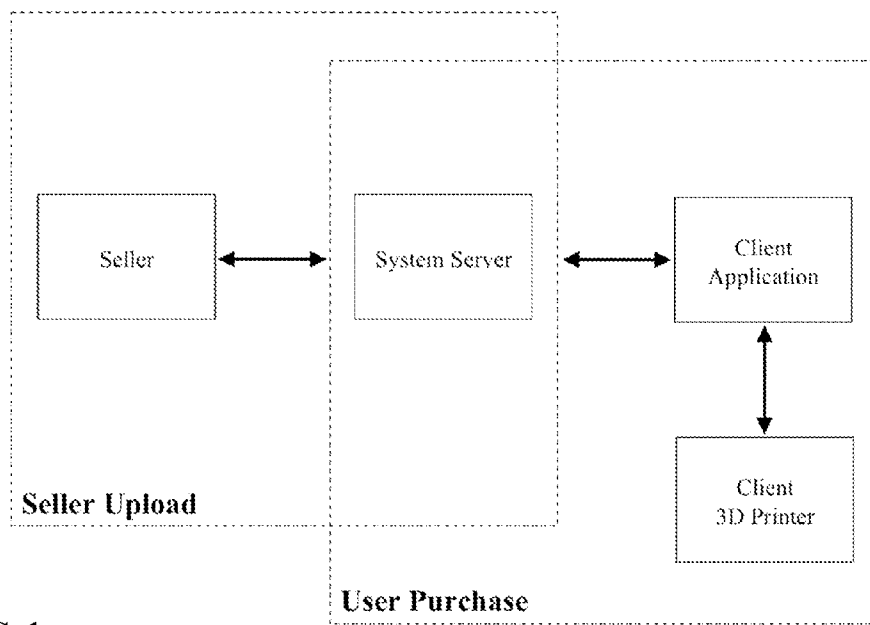 Seller
System Server
Client
Application
Client
3D Printer
Seller Upload
User Purchase